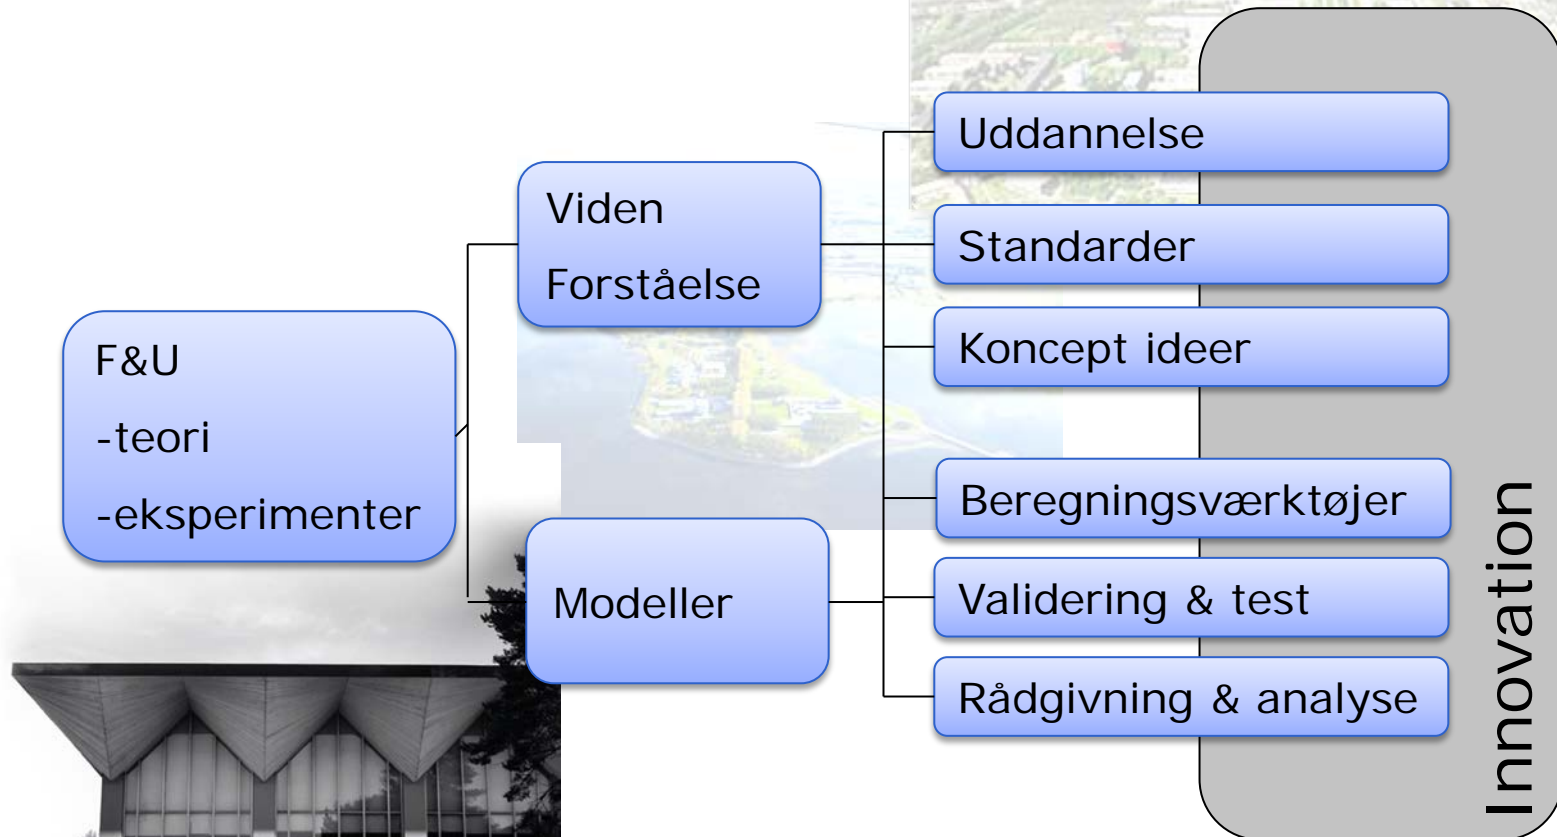 F&U
-teori
-eksperimenter
Viden
Forståelse
Modeller
Uddannelse
Standarder
Koncept ideer
Beregningsværktøjer
Validering & test
Rådgivning & analyse
Innovation